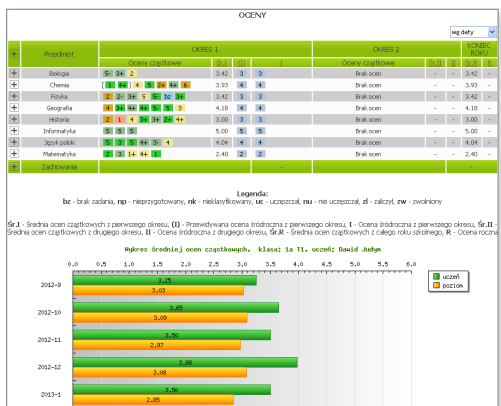 OCENY
wg daty
Przedmiot OKRES 1 OKRES 2 KONIEC ROKU
Oceny cząstkowe Śr.I (I) I Oceny cząstkowe Śr.II II Śr.R R
Biologia 5- 3+ 2 3.42 3 3 Brak ocen - - 3.42 -
Chemia [ 1 4+ ] 4 5 2+ 4+ 6 3.93 4 4 Brak ocen - - 3.93 -
Fizyka 2 2- 3+ 5 5- bz 3+ 3.42 3 3 Brak ocen - - 3.42 -
Geografia 4 3+ 4+ 4+ 5- 5 3 4.18 4 4 Brak ocen - - 4.18 -
Historia 2 1 4 3+ 3+ 2+ 4+ 3.00 3 3 Brak ocen - - 3.00 -
Informatyka 5 5 5 5.00 5 5 Brak ocen - - 5.00 -
Język polski 5 3 5 4+ 3- 4 4.04 4 4 Brak ocen - - 4.04 -
Matematyka 2 3 1+ 4+ 1 2.40 2 2 Brak ocen - - 2.40 -
Zachowanie - -
Legenda:
bz - brak zadania, np - nieprzygotowany, nk - nieklasyfikowany, uc - uczęszczał, nu - nie uczęszczał, zl - zaliczył, zw - zwolniony
Śr.I - Średnia ocen cząstkowych z pierwszego okresu, (I) - Przewidywana ocena śródroczna z pierwszego okresu, I - Ocena śródroczna z pierwszego okresu, Śr.II -
Średnia ocen cząstkowych z drugiego okresu, II - Ocena śródroczna z drugiego okresu, Śr.R - Średnia ocen cząstkowych z całego roku szkolnego, R - Ocena roczna
Wykres średniej ocen cząstkowych, klasa: 1a T1, uczeń: Dawid Judym
0.0 0.5 1.0 1.5 2.0 2.5 3.0 3.5 4.0 4.5 5.0 5.5 6.0
uczeń
poziom
2012-9 3.25
3.03
2012-10 3.65
3.09
2012-11 3.50
2.97
2012-12 3.98
3.08
2013-1 3.50
2.85